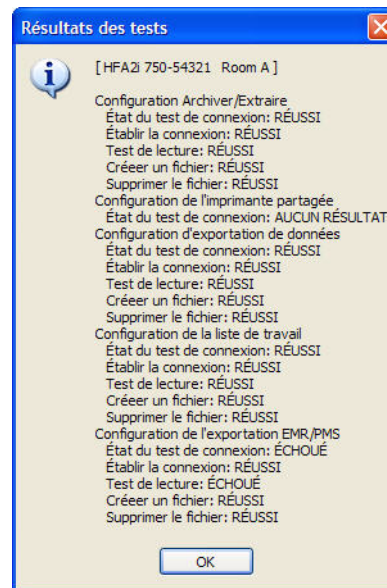 Résultats des tests
[ HFA2i 750-54321 Room A ]
Configuration Archiver/Extraire
État du test de connexion: RÉUSSI
Établir la connexion: RÉUSSI
Test de lecture: RÉUSSI
Créeer un fichier: RÉUSSI
Supprimer le fichier: RÉUSSI
Configuration de l'imprimante partagée
État du test de connexion: AUCUN RÉSULTAT
Configuration d'exportation de données
État du test de connexion: RÉUSSI
Établir la connexion: RÉUSSI
Test de lecture: RÉUSSI
Créeer un fichier: RÉUSSI
Supprimer le fichier: RÉUSSI
Configuration de la liste de travail
État du test de connexion: RÉUSSI
Établir la connexion: RÉUSSI
Test de lecture: RÉUSSI
Créeer un fichier: RÉUSSI
Supprimer le fichier: RÉUSSI
Configuration de l'exportation EMR/PMS
État du test de connexion: ÉCHOUÉ
Établir la connexion: RÉUSSI
Test de lecture: ÉCHOUÉ
Créeer un fichier: RÉUSSI
Supprimer le fichier: RÉUSSI
OK